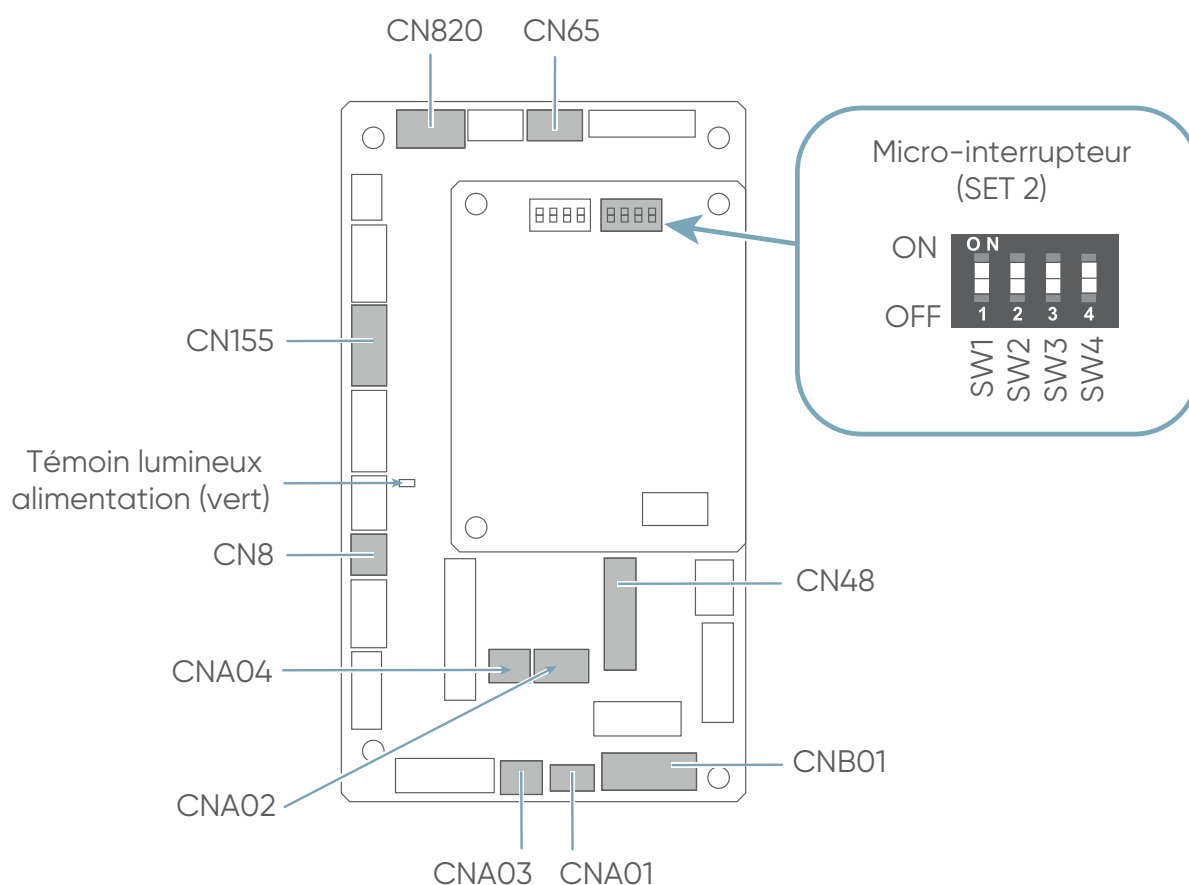 CN820
CN65
Micro-interrupteur
(SET 2)
ON
ON
OFF
1 2 3 4
SW1
SW2
SW3
SW4
CN155
Témoin lumineux
alimentation (vert)
CN8
CN48
CNA04
CNB01
CNA02
CNA03
CNA01